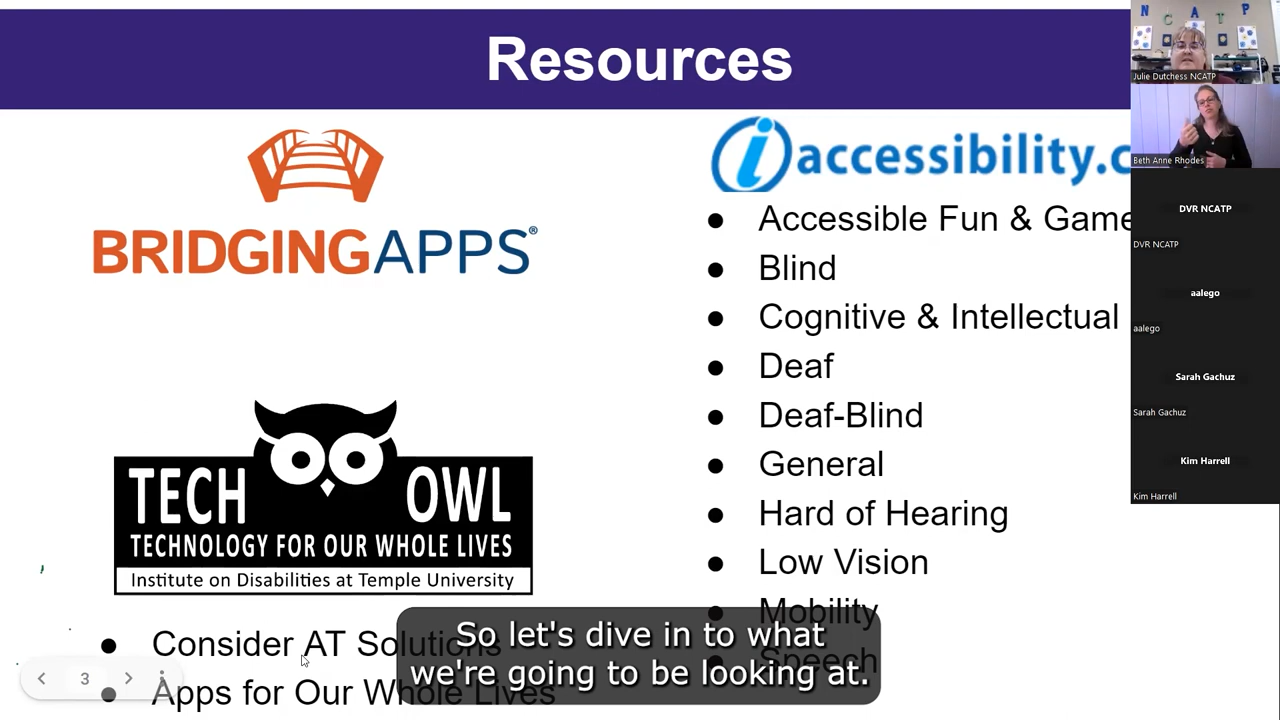 Resources
BRIDGINGAPPS®
TECH OWL
TECHNOLOGY FOR OUR WHOLE LIVES
Institute on Disabilities at Temple University
● Consider AT Solutions
● Apps for Our Whole Lives
i accessibility.c
● Accessible Fun & Game
● Blind
● Cognitive & Intellectual
● Deaf
● Deaf-Blind
● General
● Hard of Hearing
● Low Vision
● Mobility
● Speech
So let's dive in to what
we're going to be looking at.
3
N C A T P
Julie Dutchess NCATP
Beth Anne Rhodes
DVR NCATP
DVR NCATP
aalego
aalego
Sarah Gachuz
Sarah Gachuz
Kim Harrell
Kim Harrell